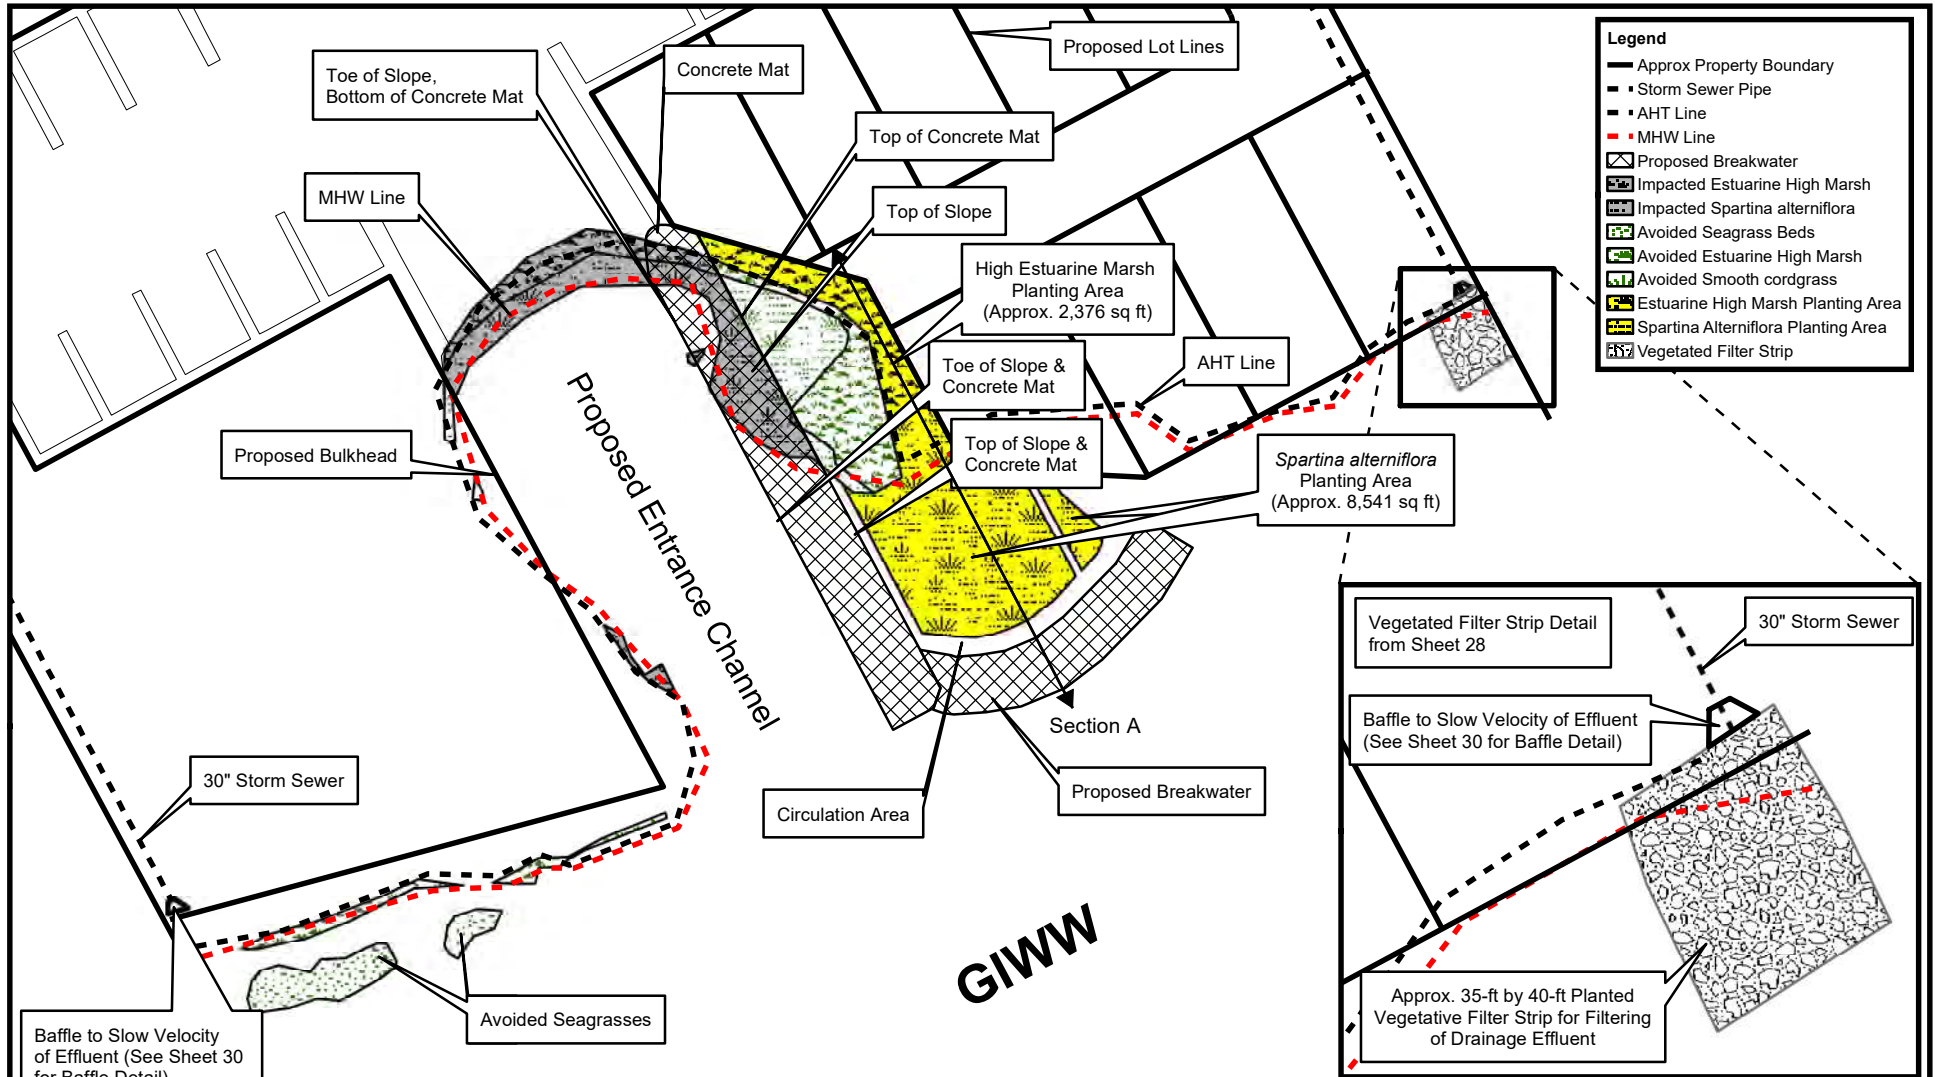 Toe of Slope,
Bottom of Concrete Mat
Concrete Mat
Proposed Lot Lines
Top of Concrete Mat
MHW Line
Top of Slope
High Estuarine Marsh
Planting Area
(Approx. 2,376 sq ft)
Toe of Slope &
Concrete Mat
AHT Line
Top of Slope &
Concrete Mat
Proposed Bulkhead
Spartina alterniflora
Planting Area
(Approx. 8,541 sq ft)
Proposed Entrance Channel
Section A
30" Storm Sewer
Circulation Area
Proposed Breakwater
GIWW
Avoided Seagrasses
Baffle to Slow Velocity
of Effluent (See Sheet 30
for Baffle Detail)
Legend
Approx Property Boundary
Storm Sewer Pipe
AHT Line
MHW Line
Proposed Breakwater
Impacted Estuarine High Marsh
Impacted Spartina alterniflora
Avoided Seagrass Beds
Avoided Estuarine High Marsh
Avoided Smooth cordgrass
Estuarine High Marsh Planting Area
Spartina Alterniflora Planting Area
Vegetated Filter Strip
Vegetated Filter Strip Detail
from Sheet 28
30" Storm Sewer
Baffle to Slow Velocity of Effluent
(See Sheet 30 for Baffle Detail)
Approx. 35-ft by 40-ft Planted
Vegetative Filter Strip for Filtering
of Drainage Effluent